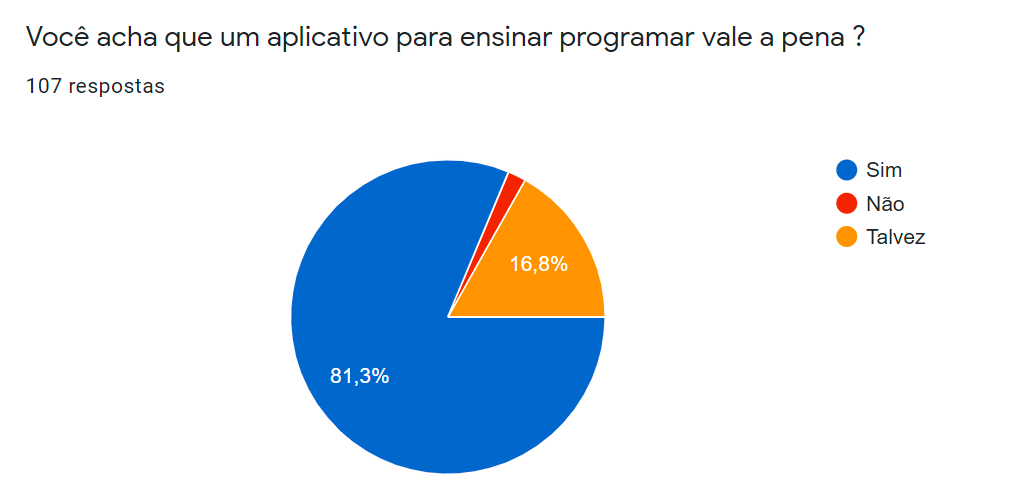 Você acha que um aplicativo para ensinar programar vale a pena ?
107 respostas
Sim
Não
Talvez
16,8%
81,3%